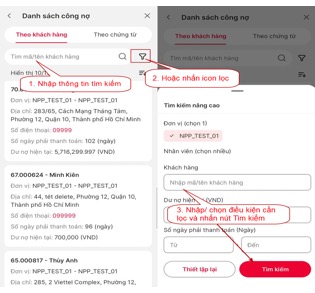 Danh sách công nợ
Theo khách hàng
Theo chứng từ
Tìm mã/tên khách hàng
Hiển thị 10/1
1. Nhập thông tin tìm kiếm
70.0
Đơn vị: NPP_TEST_01 - NPP_TEST_01
Địa chỉ: 283/65, Cách Mạng Tháng Tám,
Phường 12, Quận 10, Thành phố Hồ Chí Minh
Số điện thoại: 09999
Số ngày phải thanh toán: 102 (ngày)
Dư nợ hiện tại: 5,716,299.997 (VND)
67.000624 - Minh Kiên
Đơn vị: NPP_TEST_01 - NPP_TEST_01
Địa chỉ: 44, tét delete, Phường 12, Quận 10,
Thành phố Hồ Chí Minh
Số điện thoại: 099999
Số ngày phải thanh toán: 96 (ngày)
Dư nợ hiện tại: 700,000 (VND)
65.000817 - Thúy Anh
Đơn vị: NPP_TEST_01 - NPP_TEST_01
Địa chỉ: 285, 2 Viettel Complex, Phường 12,
Danh sách công nợ
Theo khách hàng
Theo chứng từ
Tìm mã/tên khách hàng
2. Hoặc nhấn icon lọc
Tìm kiếm nâng cao
Đơn vị (chọn 1)
NPP_TEST_01
Nhân viên (chọn nhiều)
Khách hàng
Nhập mã/tên khách hàng
Dư nợ hiện (VND)
3. Nhập/ chọn điều kiện cần
lọc và nhấn nút Tìm kiếm
Số ngày phải thanh toán (Ngày)
Từ
Đến
Thiết lập lại
Tìm kiếm